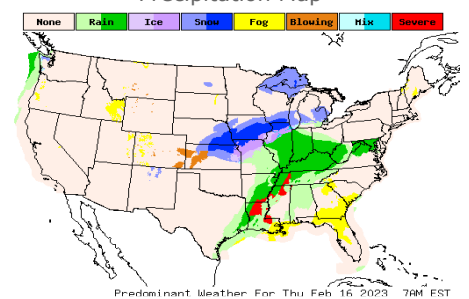 Precipitation Map
None Rain Ice Snow Fog Blowing Mix Severe
Predominant Weather For Thu Feb 16 2023 7AM EST